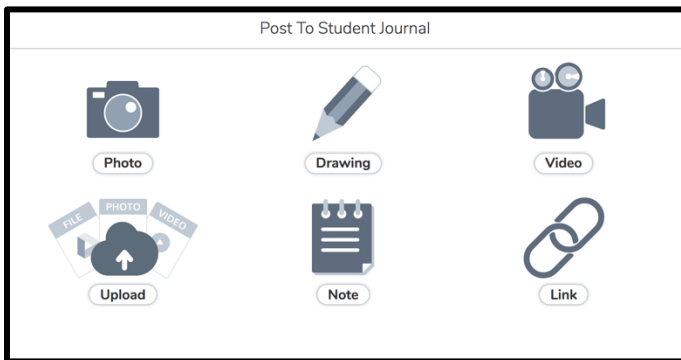 Post To Student Journal
Photo
Drawing
Video
FILE
PHOTO
VIDEO
Upload
Note
Link